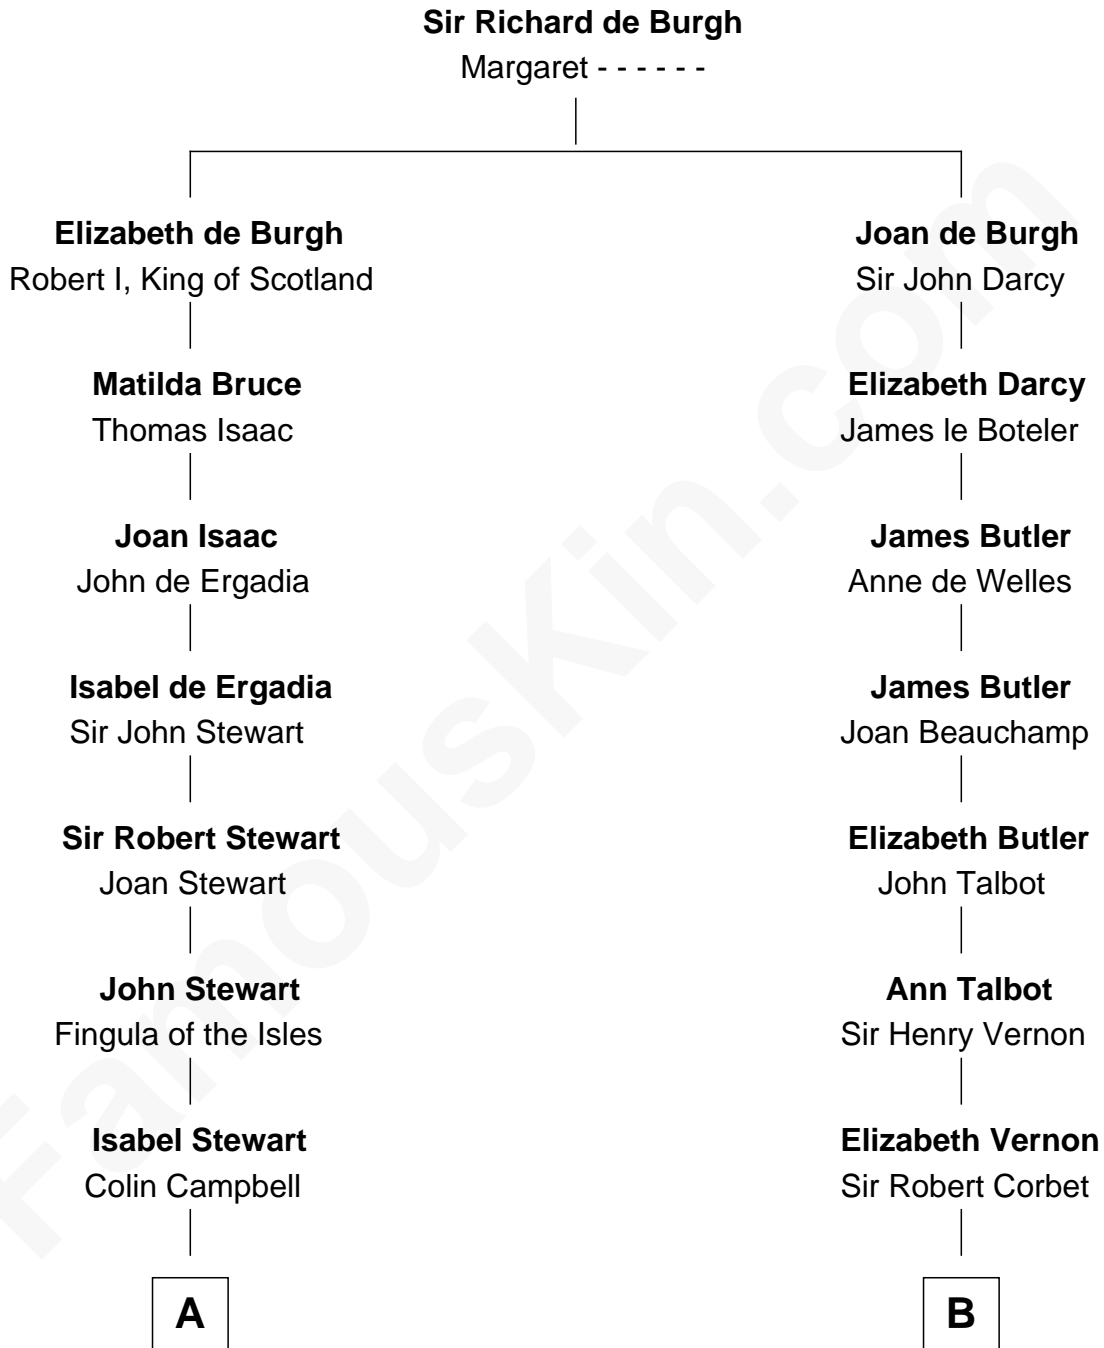 Sir Richard de Burgh
Margaret - - - - - -
Elizabeth de Burgh
Robert I, King of Scotland
Joan de Burgh
Sir John Darcy
Matilda Bruce
Thomas Isaac
Elizabeth Darcy
James le Boteler
Joan Isaac
John de Ergadia
James Butler
Anne de Welles
Isabel de Ergadia
Sir John Stewart
James Butler
Joan Beauchamp
Sir Robert Stewart
Joan Stewart
Elizabeth Butler
John Talbot
John Stewart
Fingula of the Isles
Ann Talbot
Sir Henry Vernon
Isabel Stewart
Colin Campbell
Elizabeth Vernon
Sir Robert Corbet
A
B
FamousKin.com